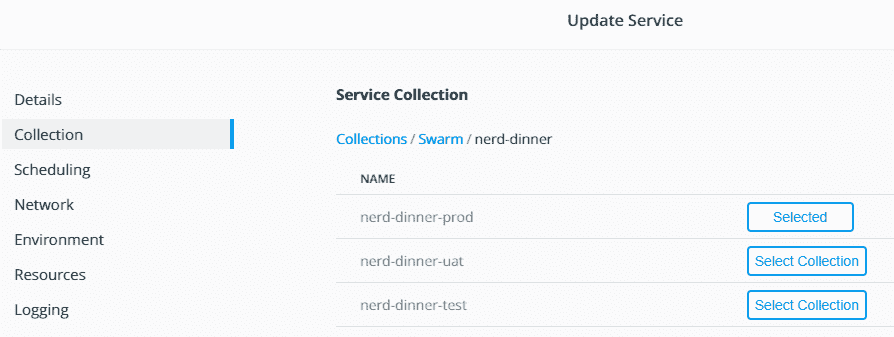 Update Service
Details
Collection
Scheduling
Network
Environment
Resources
Logging
Service Collection
Collections / Swarm / nerd-dinner
NAME
nerd-dinner-prod Selected
nerd-dinner-uat Select Collection
nerd-dinner-test Select Collection